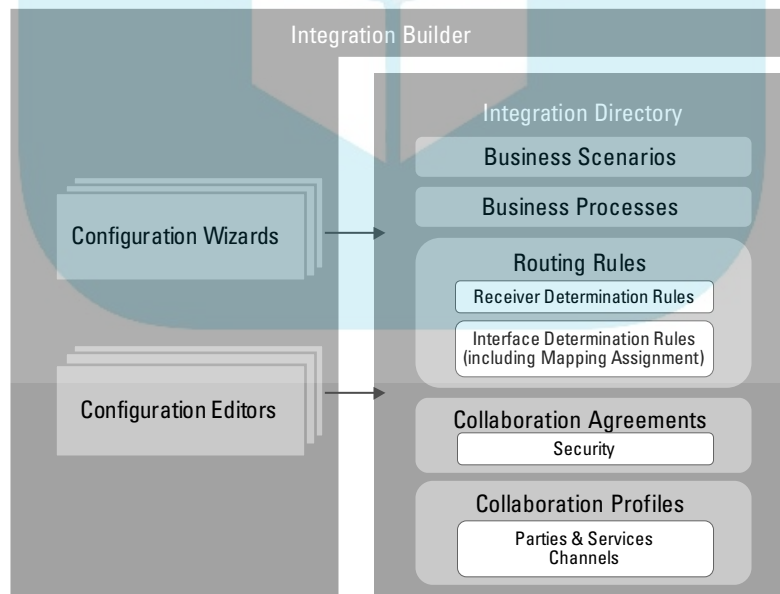 Integration Builder
Configuration Wizards
Configuration Editors
Integration Directory
Business Scenarios
Business Processes
Routing Rules
Receiver Determination Rules
Interface Determination Rules
(including Mapping Assignment)
Collaboration Agreements
Security
Collaboration Profiles
Parties & Services
Channels